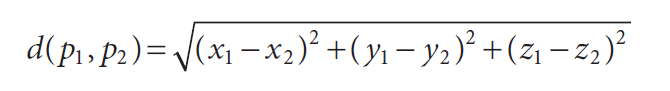 d(p₁, p₂) = √((x₁ − x₂)² + (y₁ − y₂)² + (z₁ − z₂)²)